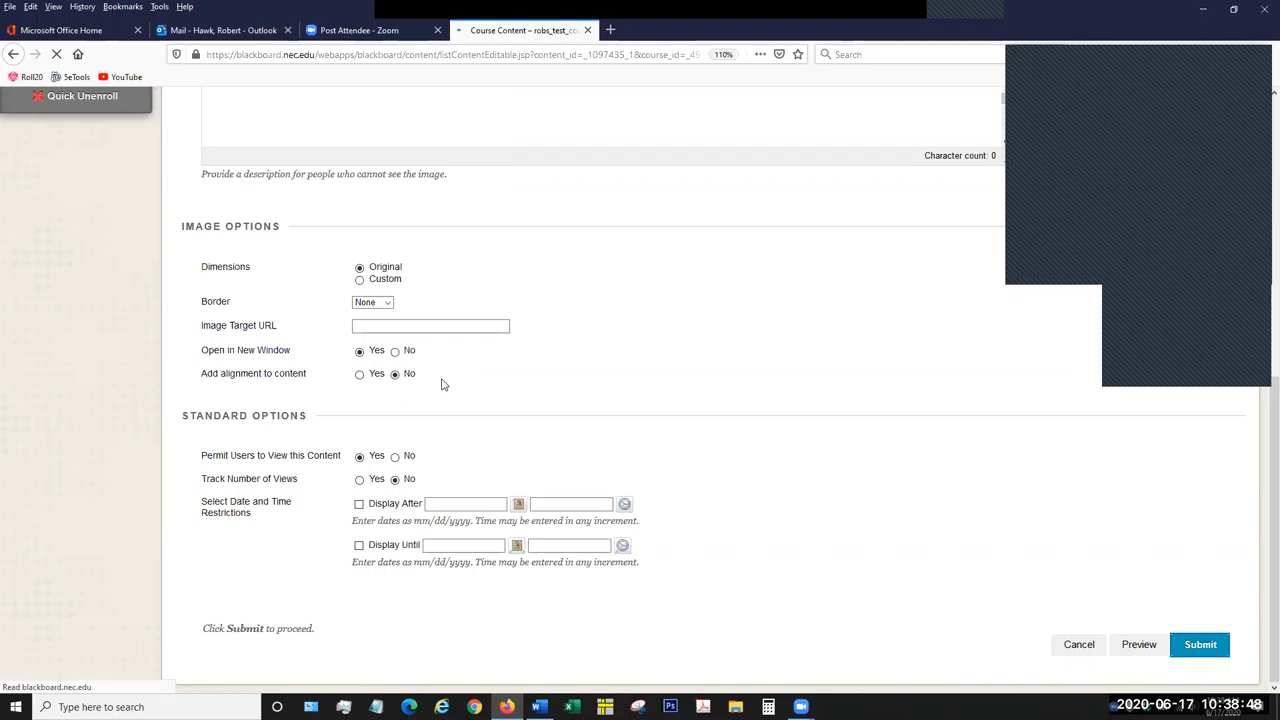 File Edit View History Bookmarks Tools Help
Microsoft Office Home
Mail - Hawk, Robert - Outlook
Post Attendee - Zoom
Course Content – robs_test_cou
https://blackboard.nec.edu/webapps/blackboard/content/listContentEditable.jsp?content_id=_1097435_1&course_id=_49
110%
Search
Roll20
5eTools
YouTube
Quick Unenroll
Character count: 0
Provide a description for people who cannot see the image.
IMAGE OPTIONS
Dimensions
Original
Custom
Border
None
Image Target URL
Open in New Window
Yes No
Add alignment to content
Yes No
STANDARD OPTIONS
Permit Users to View this Content
Yes No
Track Number of Views
Yes No
Select Date and Time
Restrictions
Display After
Enter dates as mm/dd/yyyy. Time may be entered in any increment.
Display Until
Enter dates as mm/dd/yyyy. Time may be entered in any increment.
Click Submit to proceed.
Cancel
Preview
Submit
Read blackboard.nec.edu
Type here to search
2020-06-17 10:38:48